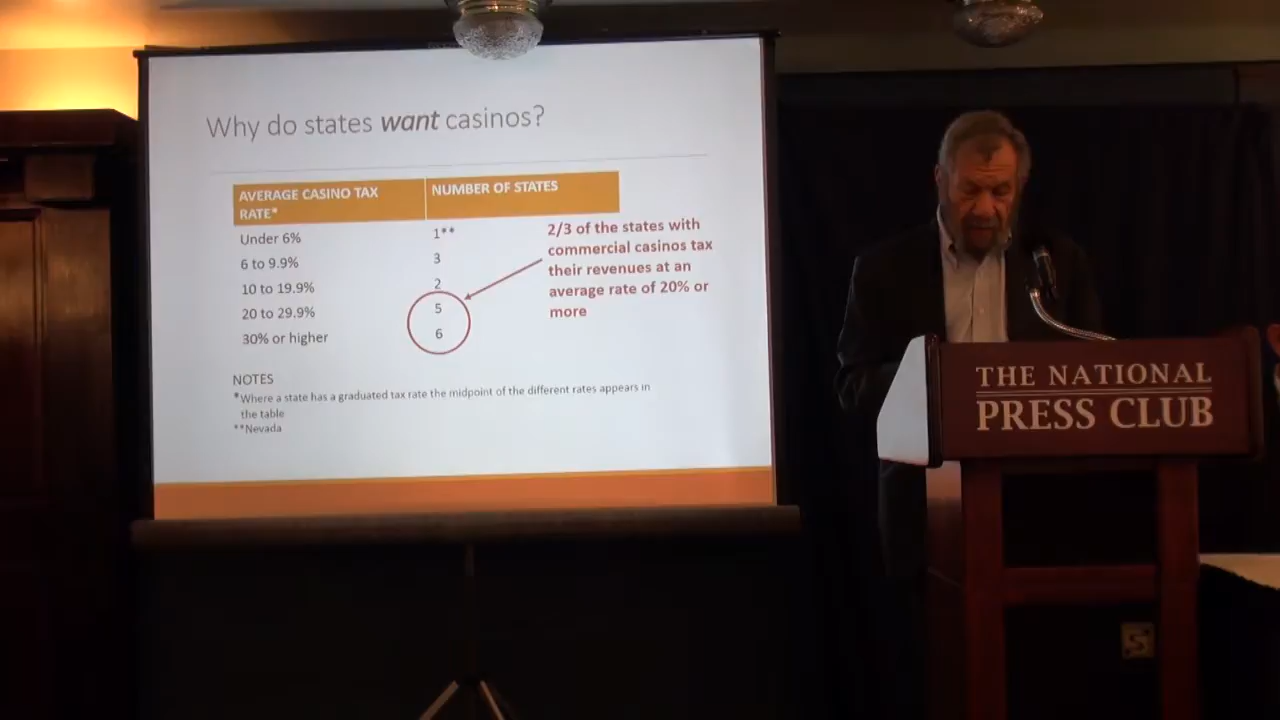 Why do states want casinos?
AVERAGE CASINO TAX
RATE*
NUMBER OF STATES
Under 6%
1**
6 to 9.9%
3
10 to 19.9%
2
20 to 29.9%
5
30% or higher
6
2/3 of the states with
commercial casinos tax
their revenues at an
average rate of 20% or
more
NOTES
*Where a state has a graduated tax rate the midpoint of the different rates appears in
the table
**Nevada
THE NATIONAL
PRESS CLUB